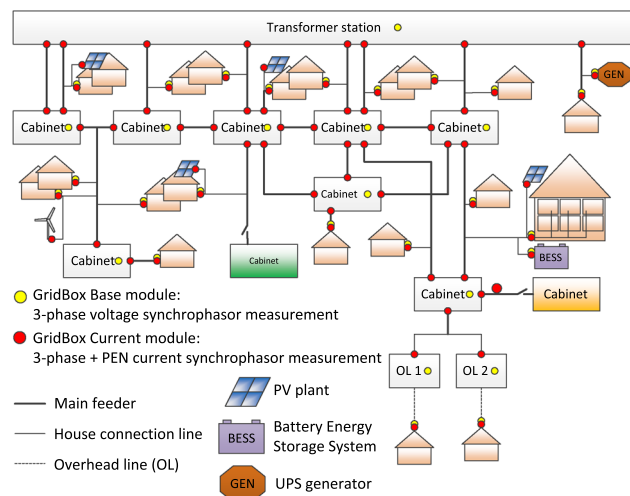 Transformer station
GEN
Cabinet
Cabinet
Cabinet
Cabinet
Cabinet
Cabinet
Cabinet
Cabinet
BESS
Cabinet
Cabinet
GridBox Base module:
3-phase voltage synchrophasor measurement
GridBox Current module:
3-phase + PEN current synchrophasor measurement
OL 1
OL 2
PV plant
Main feeder
House connection line
Overhead line (OL)
BESS
Battery Energy
Storage System
GEN
UPS generator